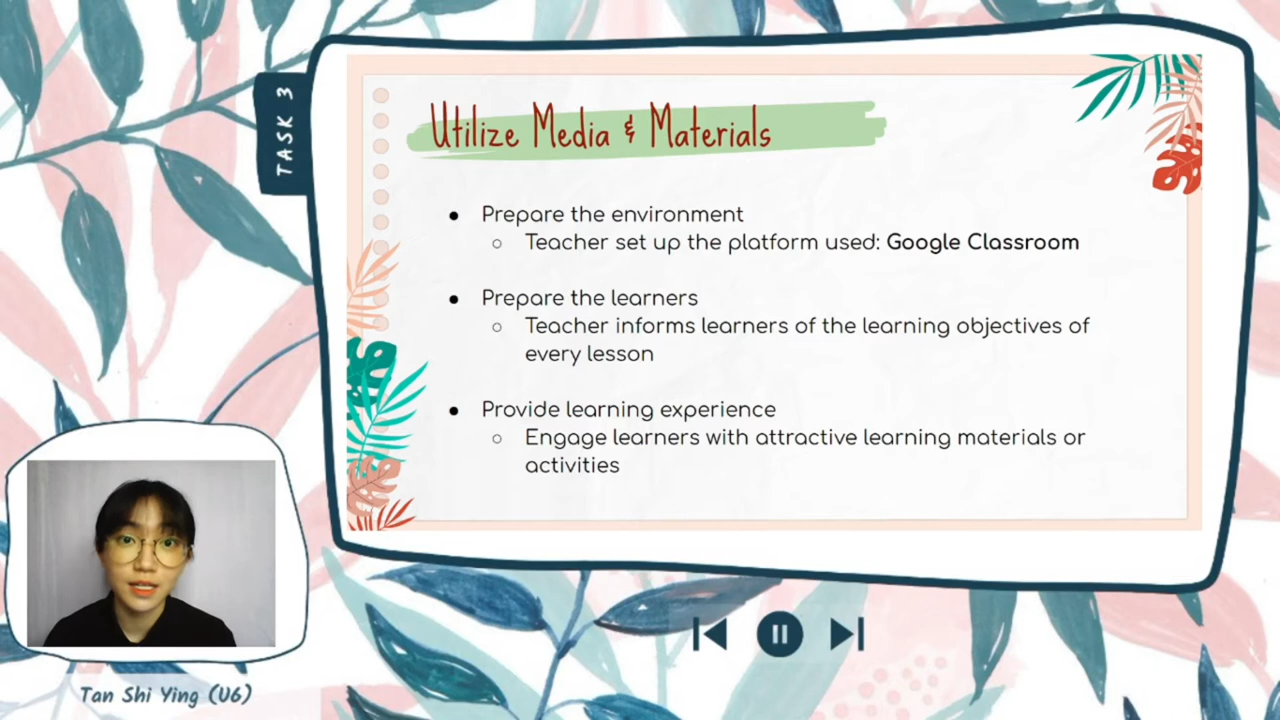 TASK 3
Utilize Media & Materials
● Prepare the environment
○ Teacher set up the platform used: Google Classroom
● Prepare the learners
○ Teacher informs learners of the learning objectives of
every lesson
● Provide learning experience
○ Engage learners with attractive learning materials or
activities
Tan Shi Ying (U6)